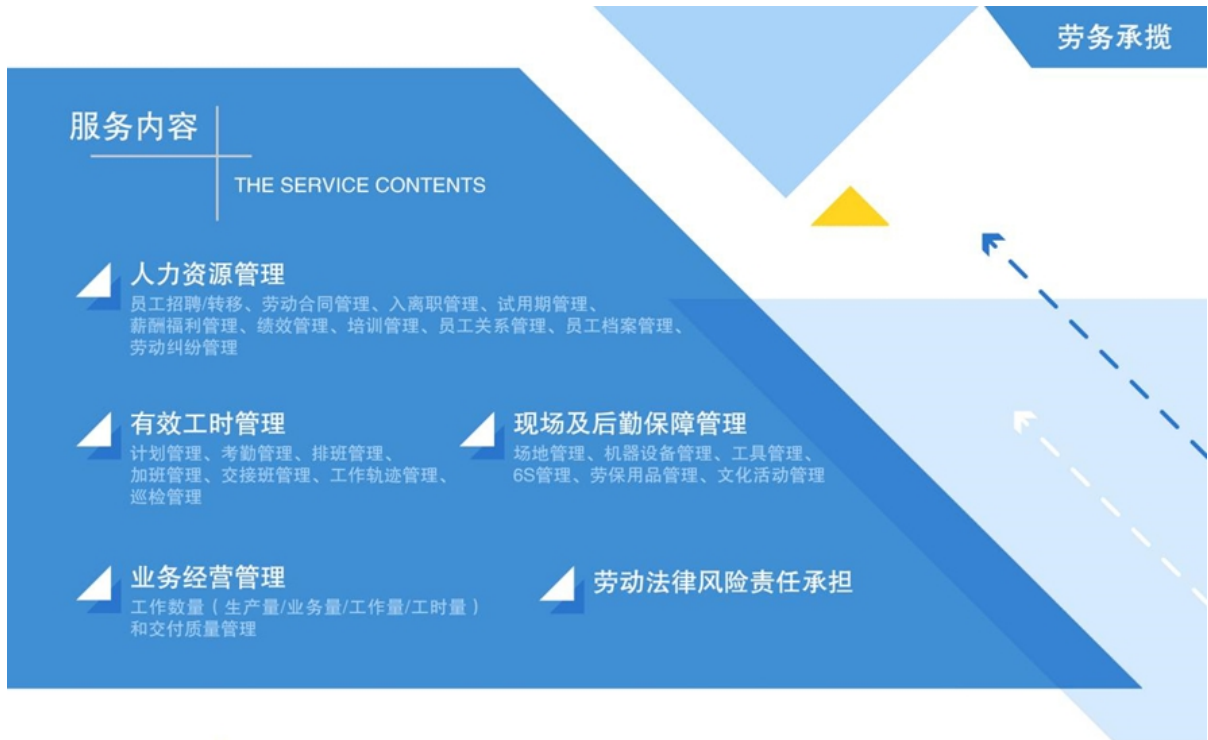 劳务承揽
服务内容
THE SERVICE CONTENTS
人力资源管理
员工招聘/转移、劳动合同管理、入离职管理、试用期管理、
薪酬福利管理、绩效管理、培训管理、员工关系管理、员工档案管理、
劳动纠纷管理
有效工时管理
计划管理、考勤管理、排班管理、
加班管理、交接班管理、工作轨迹管理、
巡检管理
现场及后勤保障管理
场地管理、机器设备管理、工具管理、
6S管理、劳保用品管理、文化活动管理
业务经营管理
工作数量（生产量/业务量/工作量/工时量）
和交付质量管理
劳动法律风险责任承担